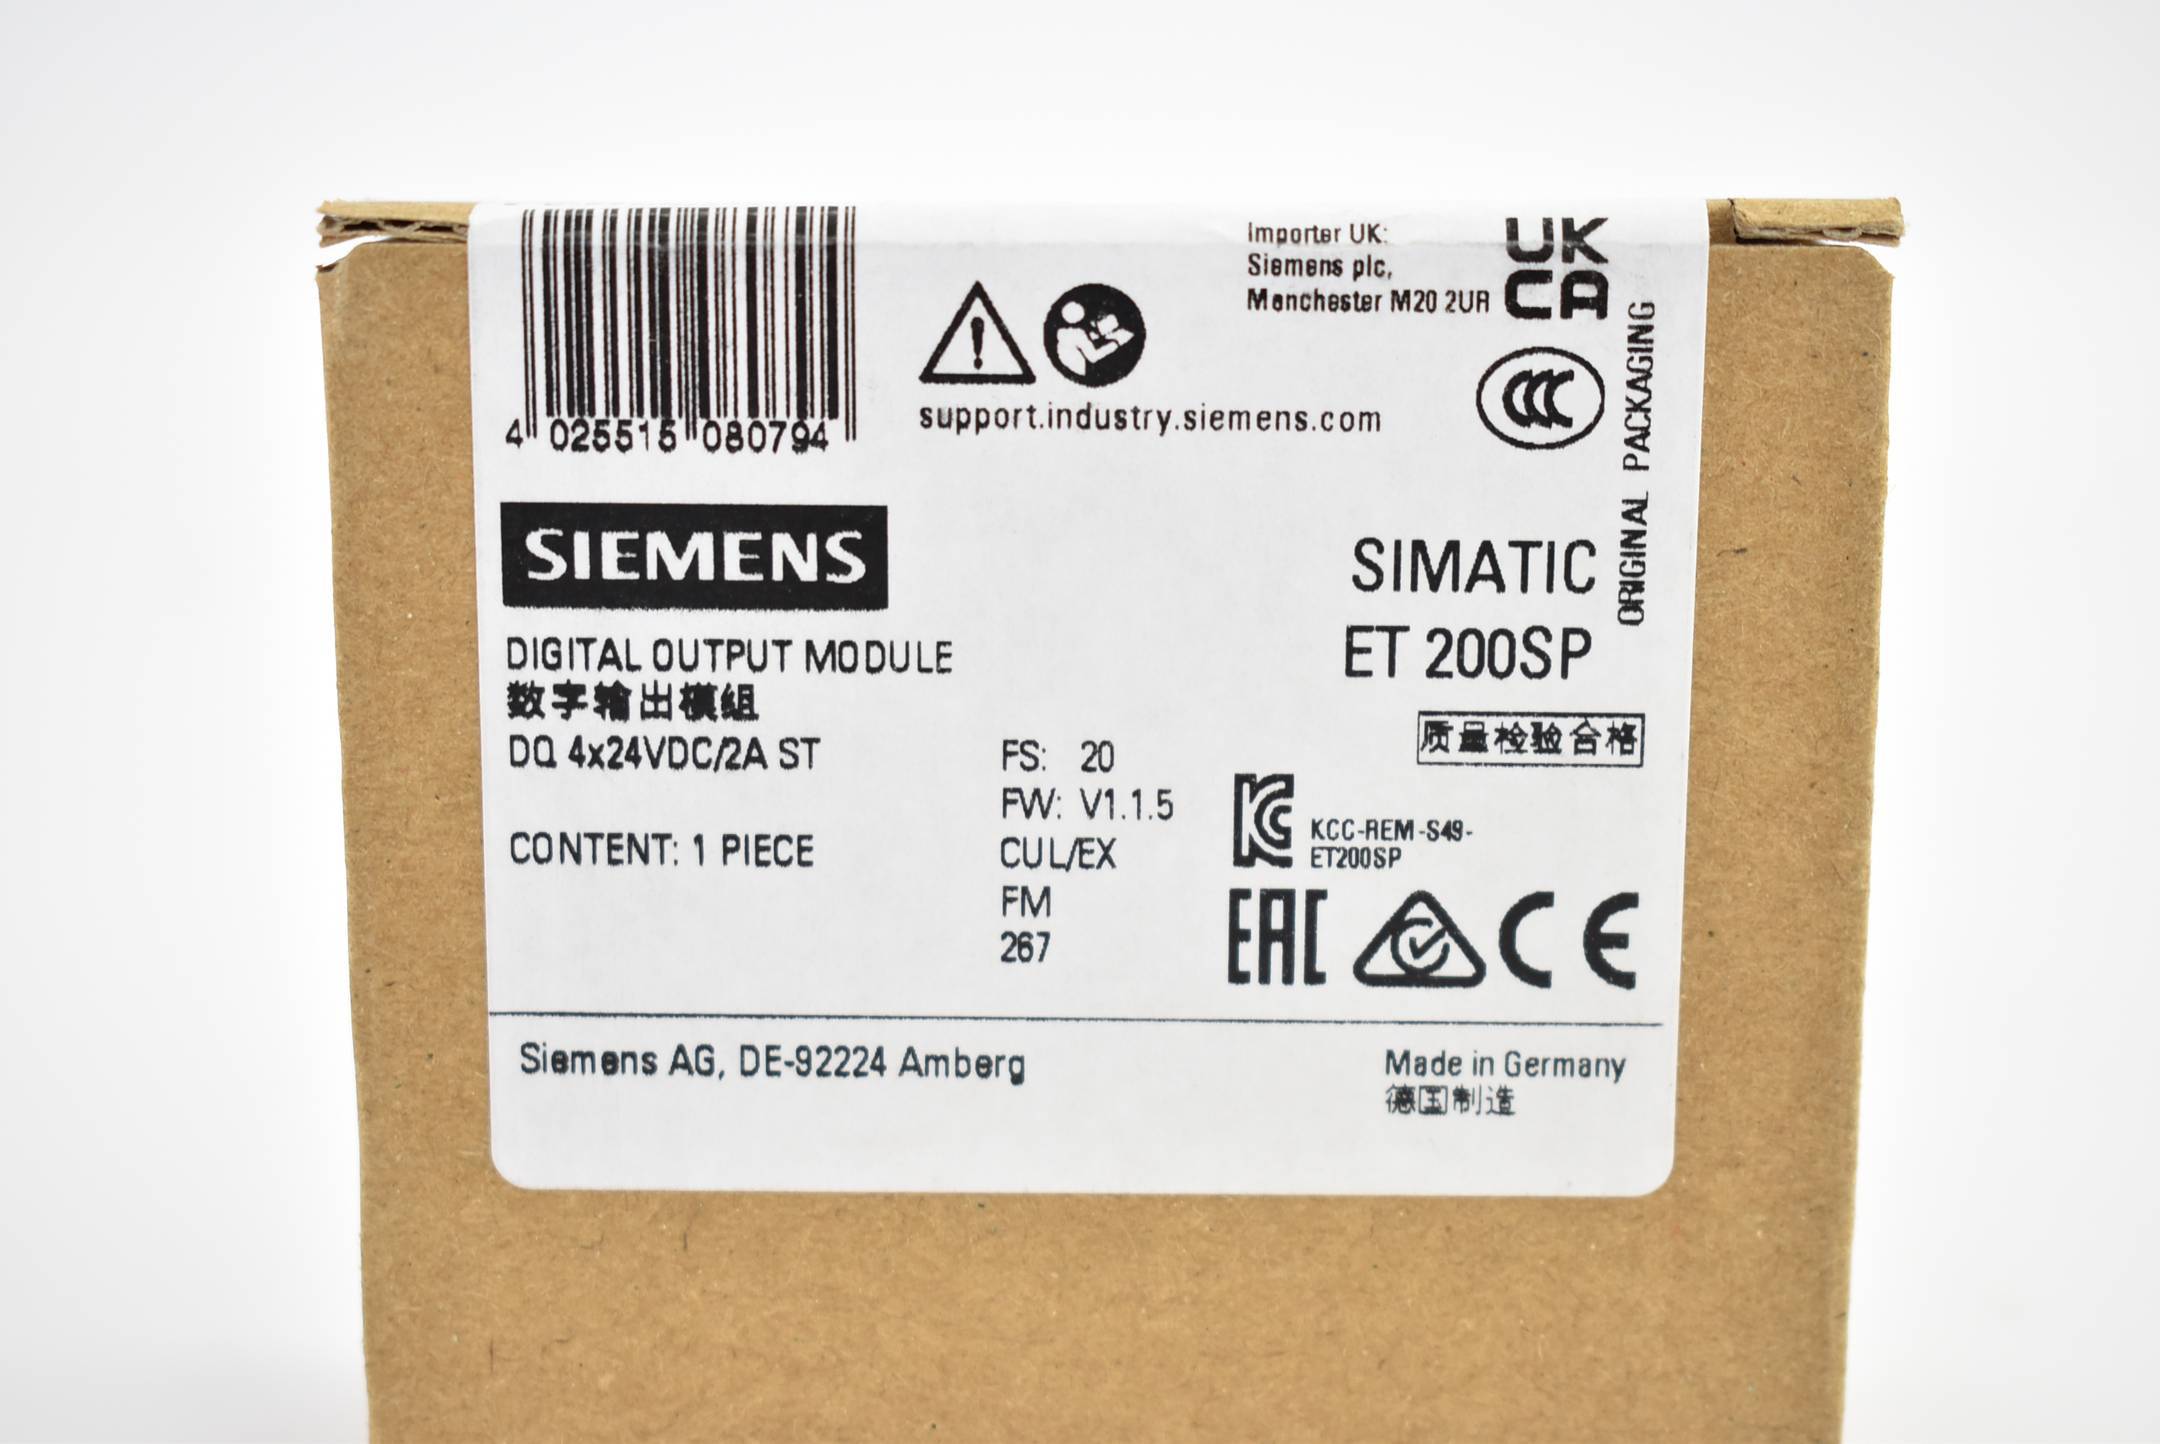 4 025515 080794
Importer UK:
Siemens plc,
Manchester M20 2UR
UK
CA
support.industry.siemens.com
CCC
ORIGINAL PACKAGING
SIEMENS
SIMATIC
ET 200SP
DIGITAL OUTPUT MODULE
数字输出模组
DQ 4x24VDC/2A ST
CONTENT: 1 PIECE
FS: 20
FW: V1.1.5
CUL/EX
FM
267
质量检验合格
KC
KCC-REM-S49-
ET200SP
EAC
CE
Siemens AG, DE-92224 Amberg
Made in Germany
德国制造